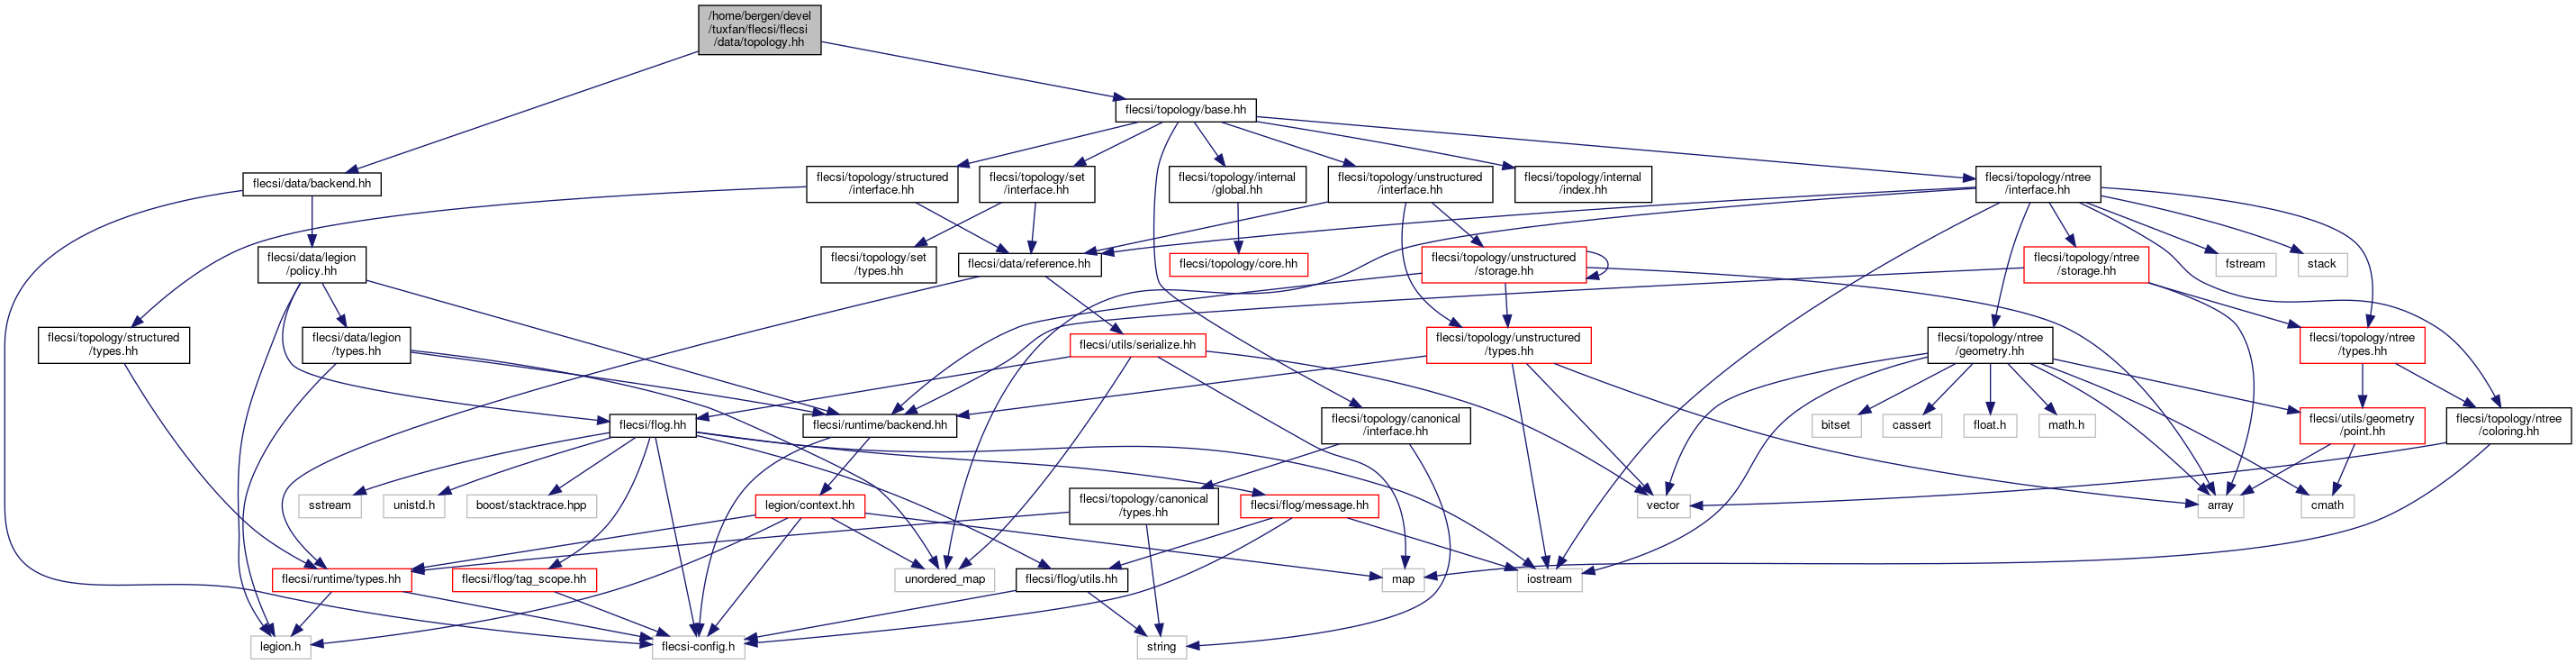 /home/bergen/devel
/tuxfan/flecsi/flecsi
/data/topology.hh
flecsi/topology/base.hh
flecsi/data/backend.hh
flecsi/topology/structured
/interface.hh
flecsi/topology/set
/interface.hh
flecsi/topology/internal
/global.hh
flecsi/topology/unstructured
/interface.hh
flecsi/topology/internal
/index.hh
flecsi/topology/ntree
/interface.hh
flecsi/data/legion
/policy.hh
flecsi/topology/set
/types.hh
flecsi/data/reference.hh
flecsi/topology/core.hh
flecsi/topology/unstructured
/storage.hh
flecsi/topology/ntree
/storage.hh
fstream
stack
flecsi/topology/structured
/types.hh
flecsi/data/legion
/types.hh
flecsi/utils/serialize.hh
flecsi/topology/unstructured
/types.hh
flecsi/topology/ntree
/geometry.hh
flecsi/topology/ntree
/types.hh
flecsi/flog.hh
flecsi/runtime/backend.hh
flecsi/topology/canonical
/interface.hh
bitset
cassert
float.h
math.h
flecsi/utils/geometry
/point.hh
flecsi/topology/ntree
/coloring.hh
sstream
unistd.h
boost/stacktrace.hpp
legion/context.hh
flecsi/topology/canonical
/types.hh
flecsi/flog/message.hh
vector
array
cmath
flecsi/runtime/types.hh
flecsi/flog/tag_scope.hh
unordered_map
flecsi/flog/utils.hh
map
iostream
legion.h
flecsi-config.h
string